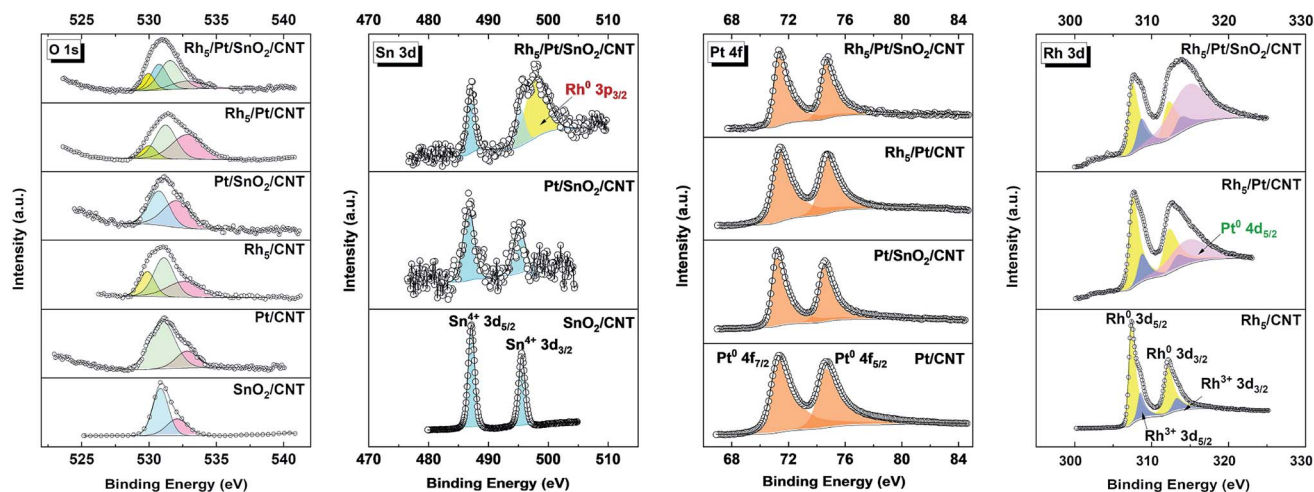 525 530 535 540
O 1s
Rh5/Pt/SnO2/CNT
Rh5/Pt/CNT
Pt/SnO2/CNT
Rh5/CNT
Pt/CNT
SnO2/CNT
Intensity (a.u.)
525 530 535 540
Binding Energy (eV)
470 480 490 500 510
Sn 3d
Rh5/Pt/SnO2/CNT
Rh0 3p3/2
Pt/SnO2/CNT
SnO2/CNT
Sn4+ 3d5/2
Sn4+ 3d3/2
Intensity (a.u.)
470 480 490 500 510
Binding Energy (eV)
68 72 76 80 84
Pt 4f
Rh5/Pt/SnO2/CNT
Rh5/Pt/CNT
Pt/SnO2/CNT
Pt0 4f7/2
Pt0 4f5/2
Pt/CNT
Intensity (a.u.)
68 72 76 80 84
Binding Energy (eV)
300 310 320 330
Rh 3d
Rh5/Pt/SnO2/CNT
Rh5/Pt/CNT
Pt0 4d5/2
Rh5/CNT
Rh0 3d5/2
Rh0 3d3/2
Rh3+ 3d3/2
Rh3+ 3d5/2
Intensity (a.u.)
300 310 320 330
Binding Energy (eV)